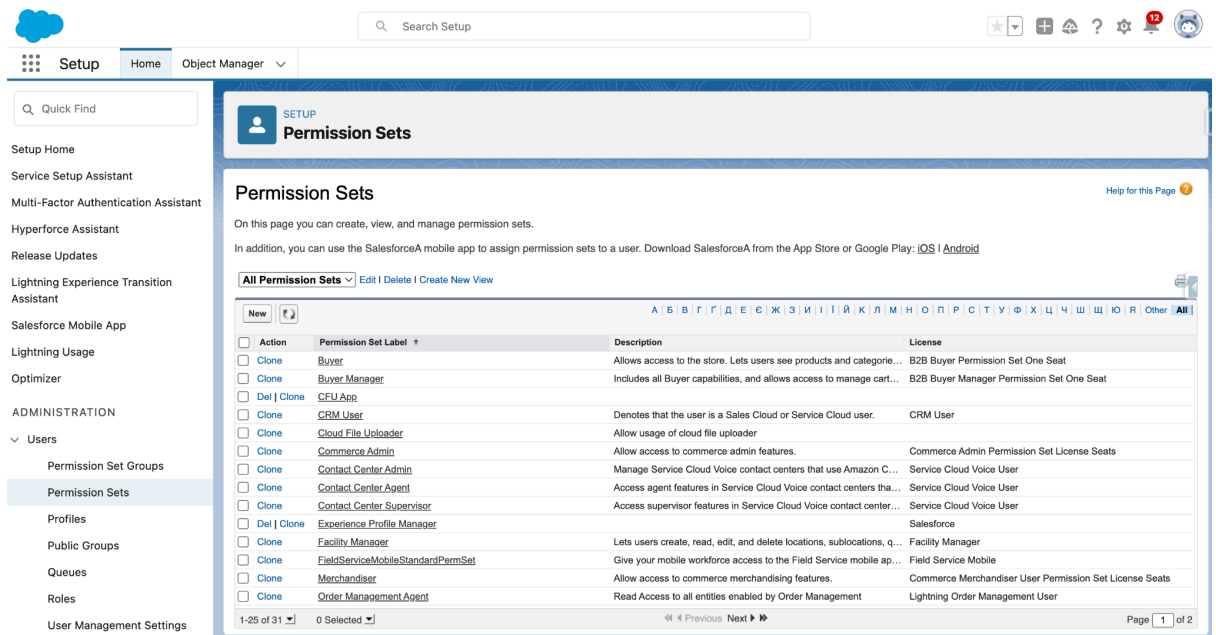 Search Setup
12
Setup
Home
Object Manager
Quick Find
Setup Home
Service Setup Assistant
Multi-Factor Authentication Assistant
Hyperforce Assistant
Release Updates
Lightning Experience Transition
Assistant
Salesforce Mobile App
Lightning Usage
Optimizer
ADMINISTRATION
Users
Permission Set Groups
Permission Sets
Profiles
Public Groups
Queues
Roles
User Management Settings
SETUP
Permission Sets
Permission Sets
Help for this Page ?
On this page you can create, view, and manage permission sets.
In addition, you can use the SalesforceA mobile app to assign permission sets to a user. Download SalesforceA from the App Store or Google Play: iOS | Android
All Permission Sets Edit | Delete | Create New View
New
А | Б | В | Г | Ґ | Д | Е | Є | Ж | З | И | І | Ї | Й | К | Л | М | Н | О | П | Р | С | Т | У | Ф | Х | Ц | Ч | Ш | Щ | Ю | Я | Other | All |
Action Permission Set Label Description License
Clone Buyer Allows access to the store. Lets users see products and categorie... B2B Buyer Permission Set One Seat
Clone Buyer Manager Includes all Buyer capabilities, and allows access to manage cart... B2B Buyer Manager Permission Set One Seat
Del | Clone CFU App
Clone CRM User Denotes that the user is a Sales Cloud or Service Cloud user. CRM User
Clone Cloud File Uploader Allow usage of cloud file uploader
Clone Commerce Admin Allow access to commerce admin features. Commerce Admin Permission Set License Seats
Clone Contact Center Admin Manage Service Cloud Voice contact centers that use Amazon C... Service Cloud Voice User
Clone Contact Center Agent Access agent features in Service Cloud Voice contact centers tha... Service Cloud Voice User
Clone Contact Center Supervisor Access supervisor features in Service Cloud Voice contact center... Service Cloud Voice User
Del | Clone Experience Profile Manager Salesforce
Clone Facility Manager Lets users create, read, edit, and delete locations, sublocations, q... Facility Manager
Clone FieldServiceMobileStandardPermSet Give your mobile workforce access to the Field Service mobile ap... Field Service Mobile
Clone Merchandiser Allow access to commerce merchandising features. Commerce Merchandiser User Permission Set License Seats
Clone Order Management Agent Read Access to all entities enabled by Order Management Lightning Order Management User
1-25 of 31 0 Selected Previous Next Page 1 of 2